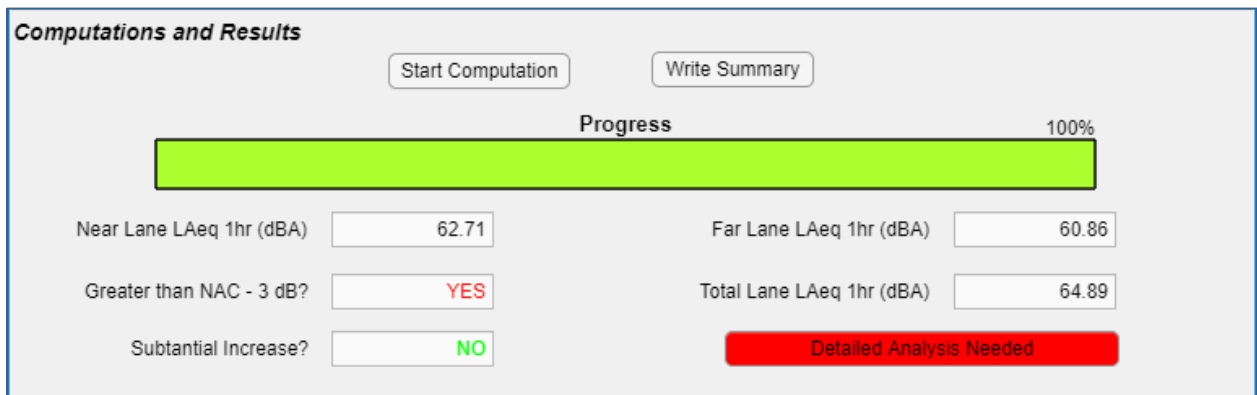 Computations and Results
Start Computation Write Summary
Progress 100%
Near Lane LAeq 1hr (dBA) 62.71 Far Lane LAeq 1hr (dBA) 60.86
Greater than NAC - 3 dB? YES Total Lane LAeq 1hr (dBA) 64.89
Subtantial Increase? NO Detailed Analysis Needed